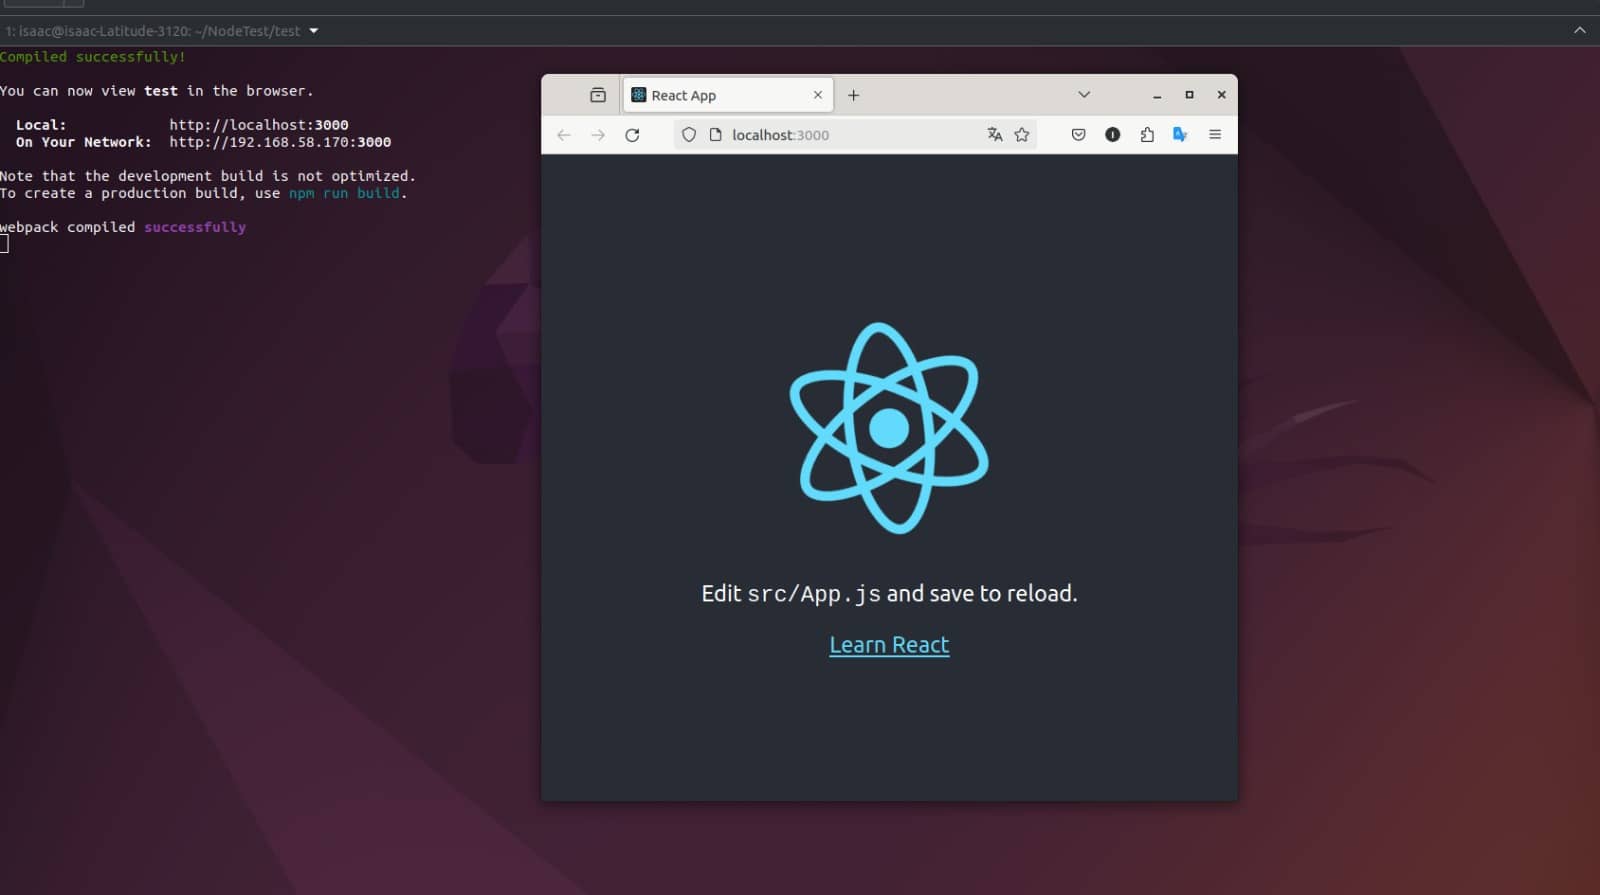 1: isaac@isaac-Latitude-3120: ~/NodeTest/test
Compiled successfully!
You can now view test in the browser.
Local: http://localhost:3000
On Your Network: http://192.168.58.170:3000
Note that the development build is not optimized.
To create a production build, use npm run build.
webpack compiled successfully
React App
localhost:3000
Edit src/App.js and save to reload.
Learn React